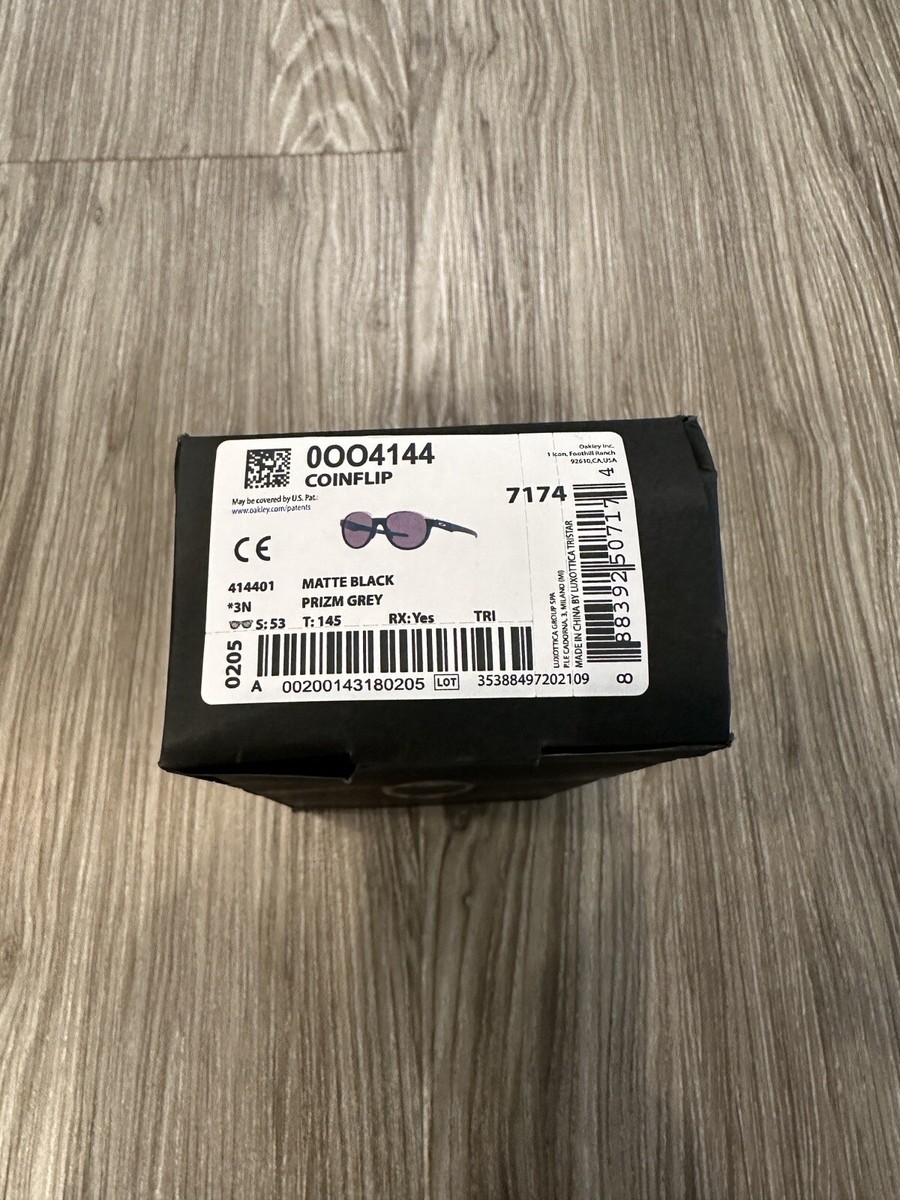 0OO4144
COINFLIP
Oakley Inc.
1 Icon, Foothill Ranch
92610,CA,USA
May be covered by U.S. Pat.:
www.oakley.com/patents
7174
CE
414401 MATTE BLACK
*3N PRIZM GREY
S: 53 T: 145 RX: Yes TRI
0205
A 00200143180205 LOT 35388497202109
LUXOTTICA GROUP SPA
P.LE CADORNA, 3, MILANO (MI)
MADE IN CHINA BY LUXOTTICA TRISTAR
8 883925 07174 4